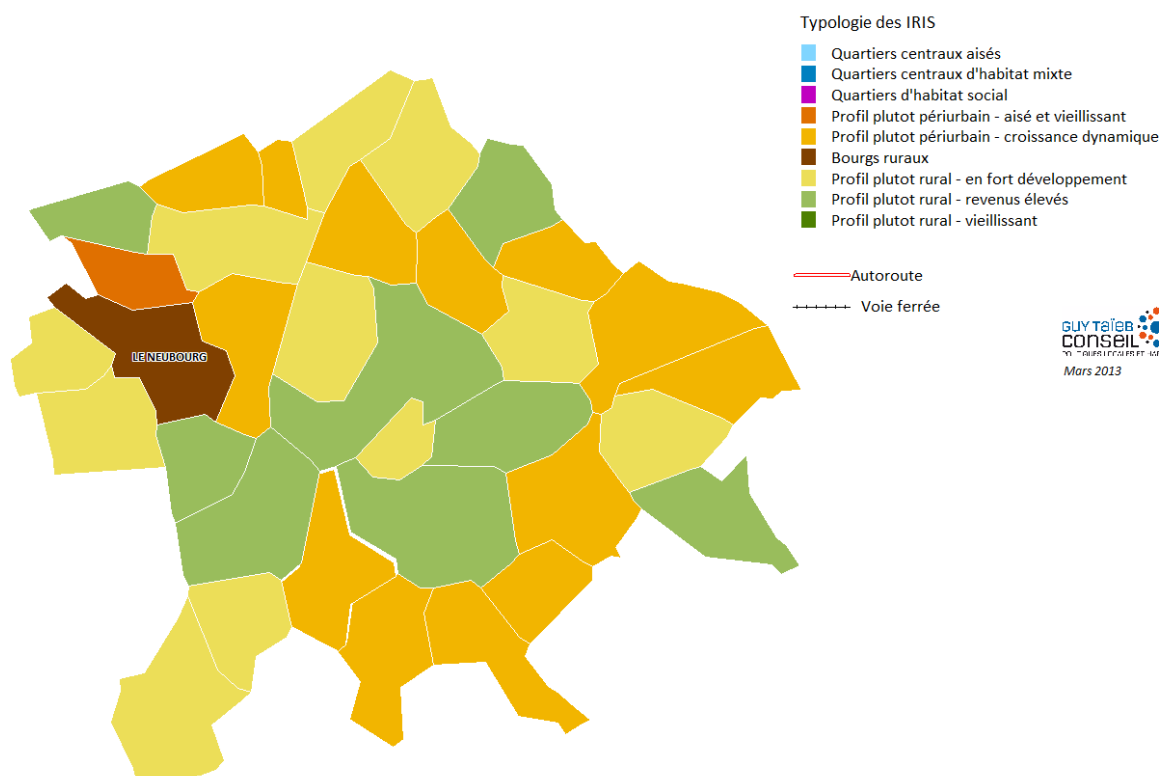 Typologie des IRIS
Quartiers centraux aisés
Quartiers centraux d'habitat mixte
Quartiers d'habitat social
Profil plutot périurbain - aisé et vieillissant
Profil plutot périurbain - croissance dynamique
Bourgs ruraux
Profil plutot rural - en fort développement
Profil plutot rural - revenus élevés
Profil plutot rural - vieillissant
Autoroute
Voie ferrée
GUY TAÏEB
CONSEIL
Mars 2013
LE NEUBOURG